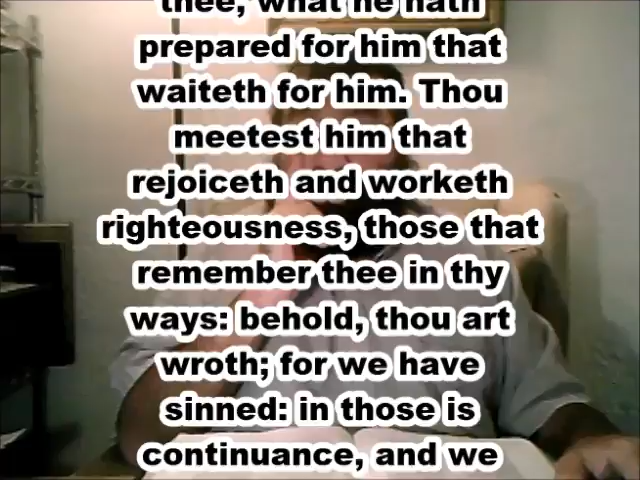 thee, what he hath
prepared for him that
waiteth for him. Thou
meetest him that
rejoiceth and worketh
righteousness, those that
remember thee in thy
ways: behold, thou art
wroth; for we have
sinned: in those is
continuance, and we